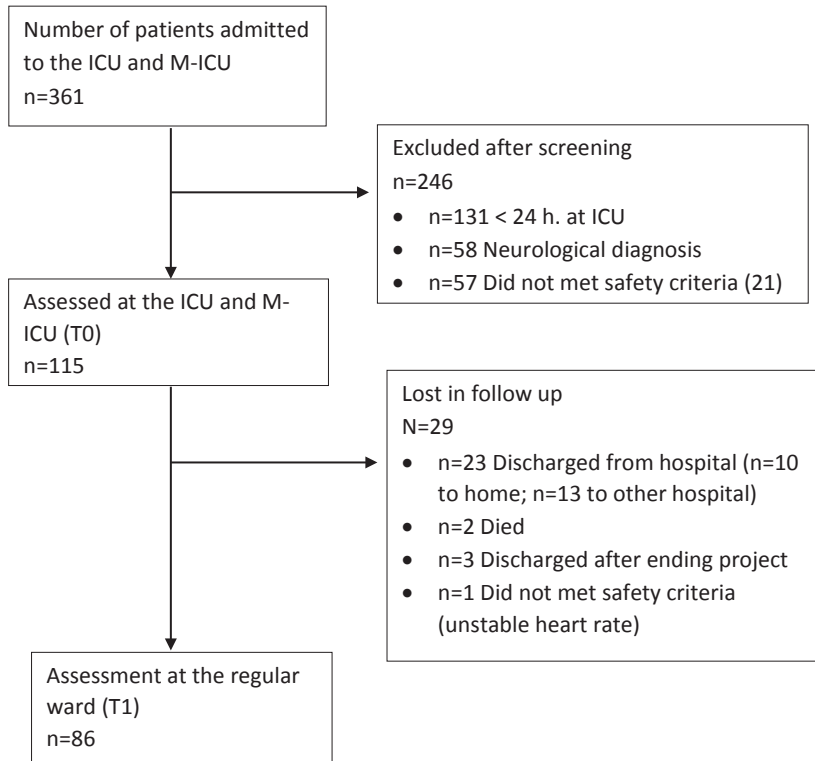 Number of patients admitted
to the ICU and M-ICU
n=361
Excluded after screening
n=246
• n=131 < 24 h. at ICU
• n=58 Neurological diagnosis
• n=57 Did not met safety criteria (21)
Assessed at the ICU and M-
ICU (T0)
n=115
Lost in follow up
N=29
• n=23 Discharged from hospital (n=10
to home; n=13 to other hospital)
• n=2 Died
• n=3 Discharged after ending project
• n=1 Did not met safety criteria
(unstable heart rate)
Assessment at the regular
ward (T1)
n=86